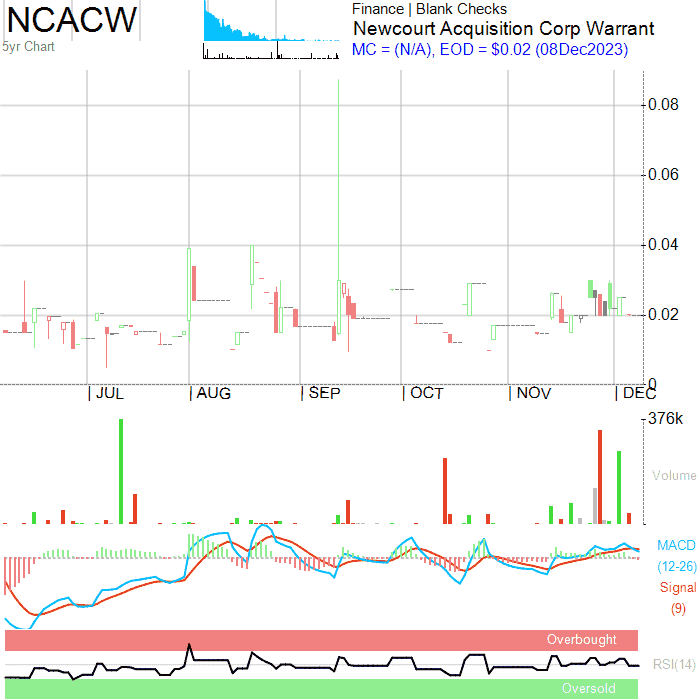 NCACW
5yr Chart
Finance | Blank Checks
Newcourt Acquisition Corp Warrant
MC = (N/A), EOD = $0.02 (08Dec2023)
0.08
0.06
0.04
0.02
0
JUL AUG SEP OCT NOV DEC
376k
Volume
MACD
(12-26)
Signal
(9)
Overbought
RSI(14)
Oversold